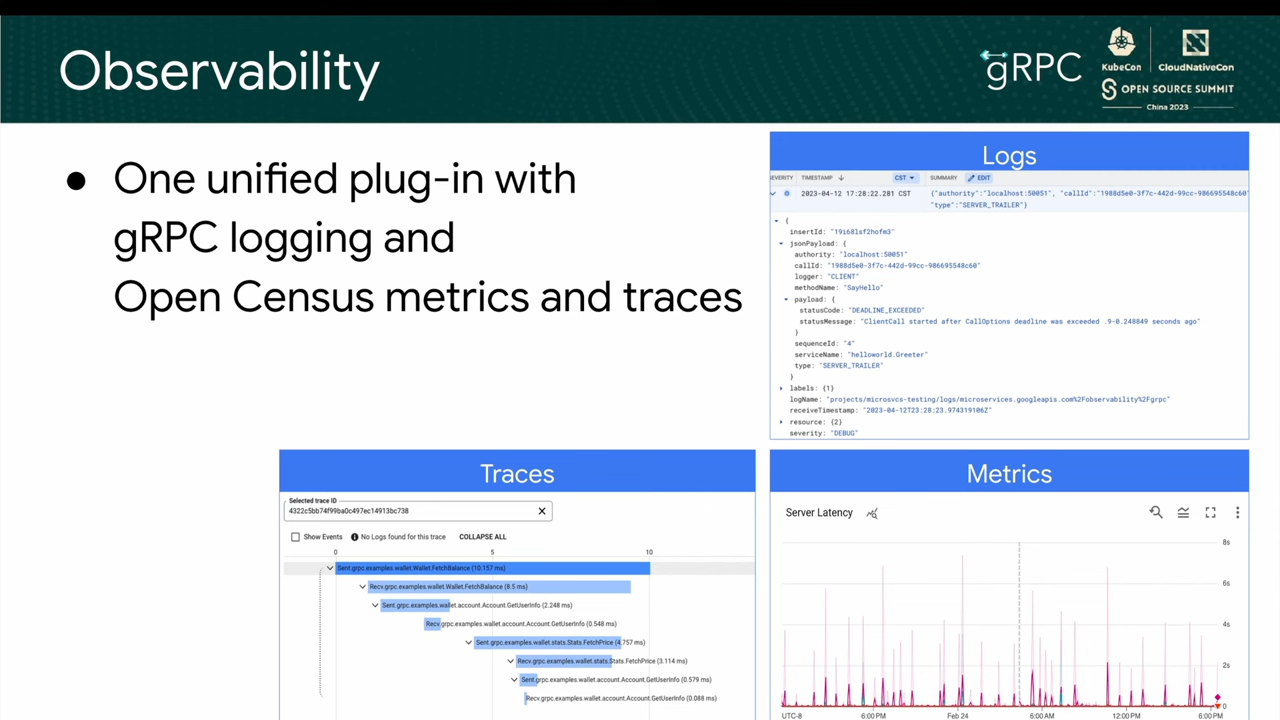 Observability
gRPC
KubeCon
CloudNativeCon
OPEN SOURCE SUMMIT
China 2023
● One unified plug-in with
gRPC logging and
Open Census metrics and traces
Logs
SEVERITY TIMESTAMP CST SUMMARY EDIT
2023-04-12 17:28:22.281 CST {"authority":"localhost:50051", "callId":"1988d5e0-3f7c-442d-99cc-986695548c60"
"type":"SERVER_TRAILER"}
{
insertId: "19i68lsf2hofm3"
jsonPayload: {
authority: "localhost:50051"
callId: "1988d5e0-3f7c-442d-99cc-986695548c60"
logger: "CLIENT"
methodName: "SayHello"
payload: {
statusCode: "DEADLINE_EXCEEDED"
statusMessage: "ClientCall started after CallOptions deadline was exceeded .9-0.248849 seconds ago"
}
sequenceId: "4"
serviceName: "helloworld.Greeter"
type: "SERVER_TRAILER"
}
labels: {1}
logName: "projects/microsvcs-testing/logs/microservices.googleapis.com%2Fobservability%2Fgrpc"
receiveTimestamp: "2023-04-12T23:28:23.974319106Z"
resource: {2}
severity: "DEBUG"
Traces
Selected trace ID
4322c5bb74f99ba0c497ec14913bc738
Show Events No Logs found for this trace COLLAPSE ALL
0 5 10
Sent.grpc.examples.wallet.Wallet.FetchBalance (10.157 ms)
Recv.grpc.examples.wallet.Wallet.FetchBalance (8.5 ms)
Sent.grpc.examples.wallet.account.Account.GetUserInfo (2.248 ms)
Recv.grpc.examples.wallet.account.Account.GetUserInfo (0.548 ms)
Sent.grpc.examples.wallet.stats.Stats.FetchPrice (4.757 ms)
Recv.grpc.examples.wallet.stats.Stats.FetchPrice (3.114 ms)
Sent.grpc.examples.wallet.account.Account.GetUserInfo (0.579 ms)
Recv.grpc.examples.wallet.account.Account.GetUserInfo (0.088 ms)
Metrics
Server Latency
8s
6s
4s
2s
0
UTC-8 6:00PM Feb 24 6:00AM 12:00PM 6:00PM